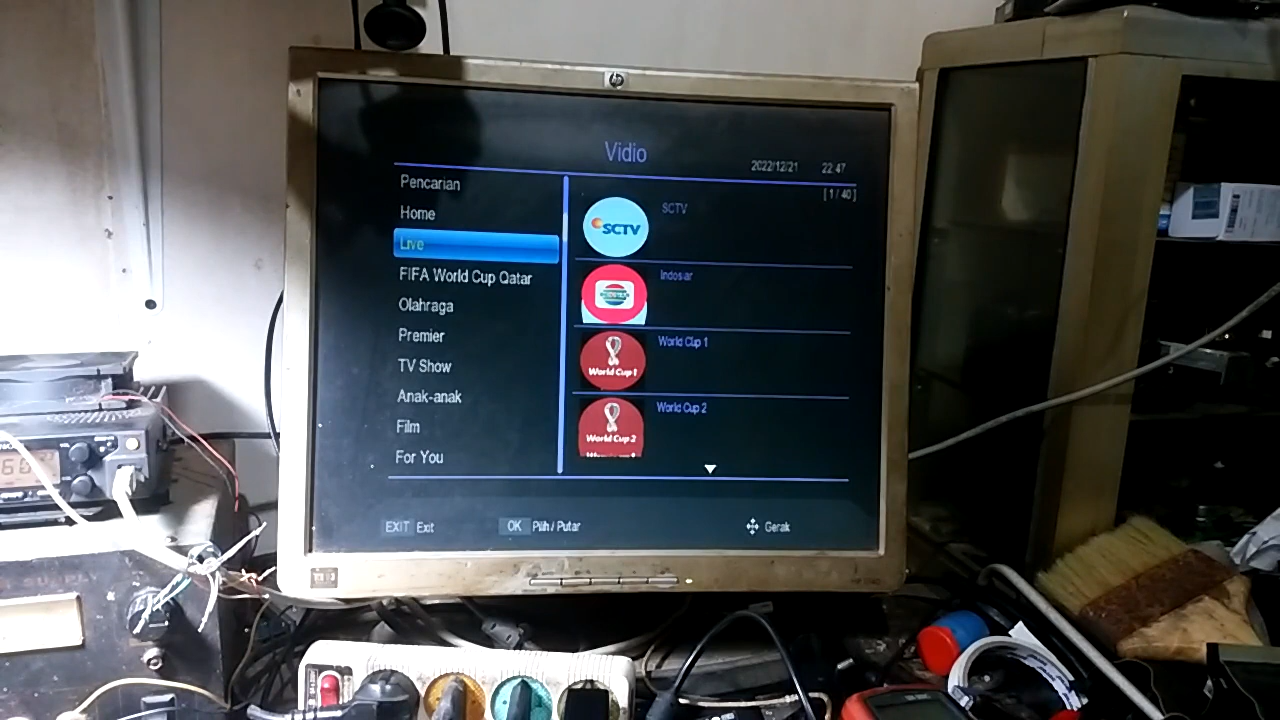 hp
Vidio
2022/12/21 22:47
[ 1 / 40 ]
Pencarian
Home
Live
FIFA World Cup Qatar
Olahraga
Premier
TV Show
Anak-anak
Film
For You
SCTV
SCTV
Indosiar
World Cup 1
World Cup 1
World Cup 2
World Cup 2
EXIT Exit
OK Pilih / Putar
Gerak